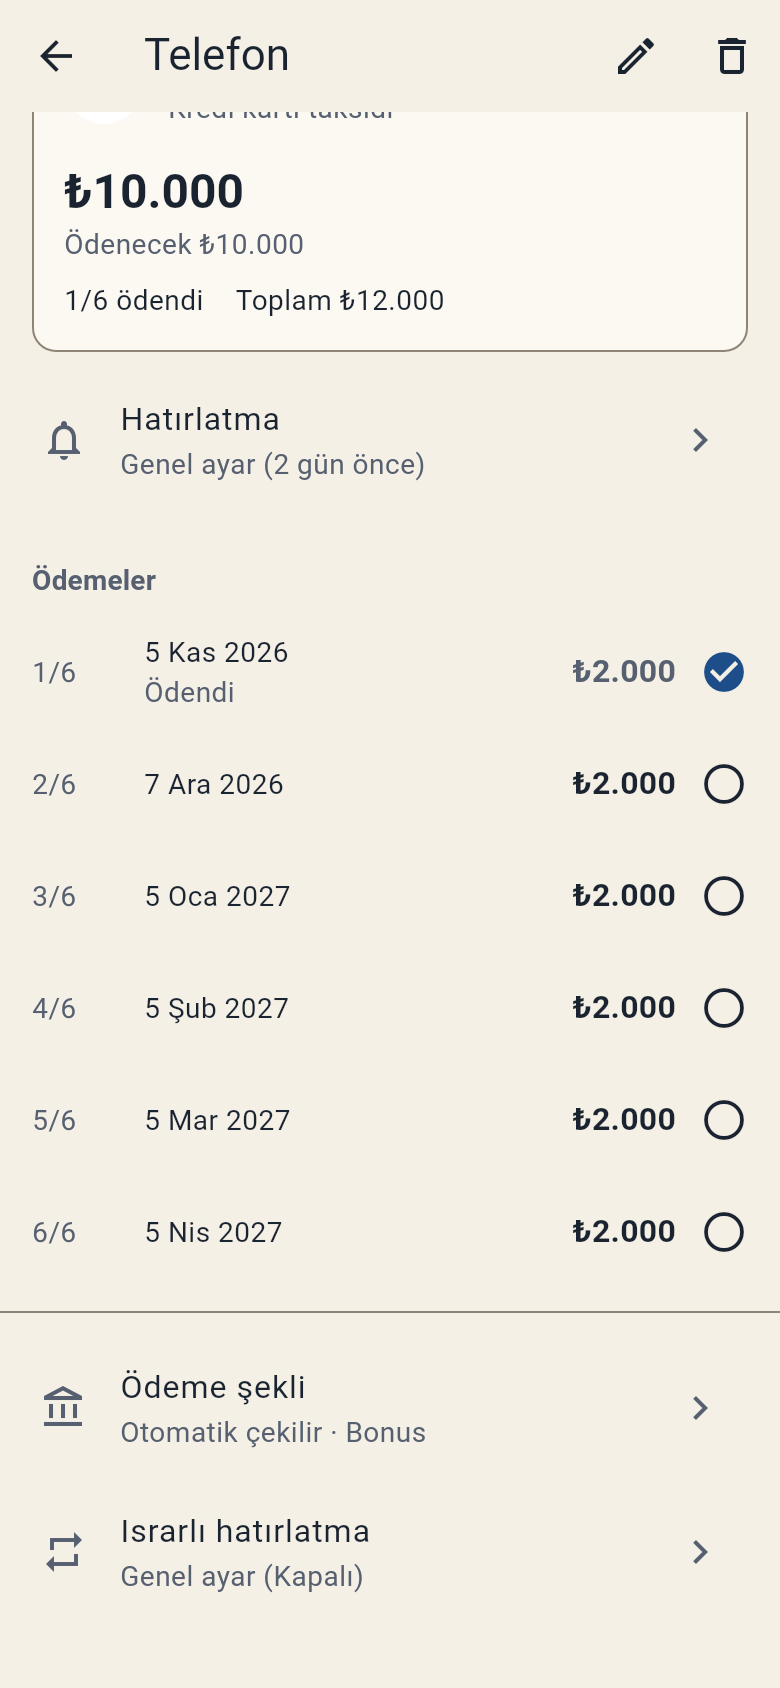 Telefon
Kredi kartı taksidi
₺10.000
Ödenecek ₺10.000
1/6 ödendi Toplam ₺12.000
Hatırlatma
Genel ayar (2 gün önce)
Ödemeler
1/6 5 Kas 2026 ₺2.000
Ödendi
2/6 7 Ara 2026 ₺2.000
3/6 5 Oca 2027 ₺2.000
4/6 5 Şub 2027 ₺2.000
5/6 5 Mar 2027 ₺2.000
6/6 5 Nis 2027 ₺2.000
Ödeme şekli
Otomatik çekilir · Bonus
Israrlı hatırlatma
Genel ayar (Kapalı)